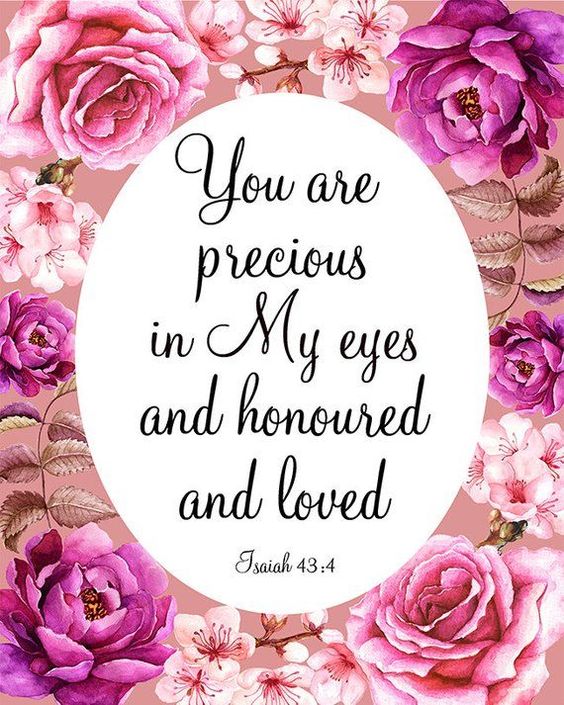 You are
precious
in My eyes
and honoured
and loved
Isaiah 43:4